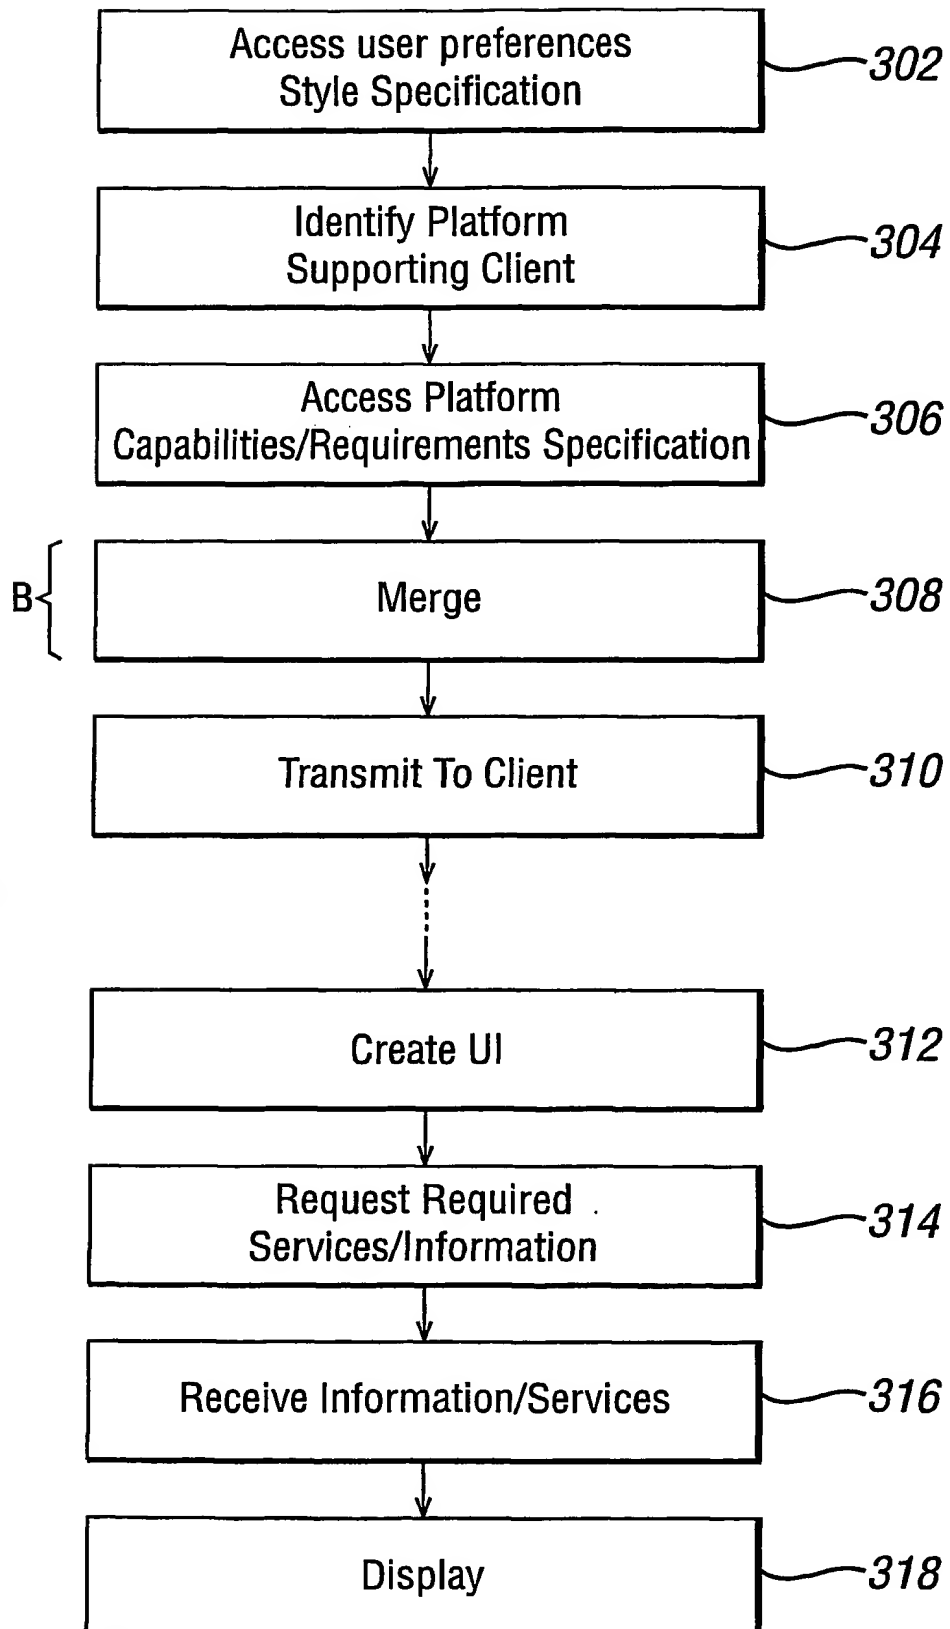 Access user preferences
Style Specification
302
Identify Platform
Supporting Client
304
Access Platform
Capabilities/Requirements Specification
306
B
Merge
308
Transmit To Client
310
Create UI
312
Request Required
Services/Information
314
Receive Information/Services
316
Display
318